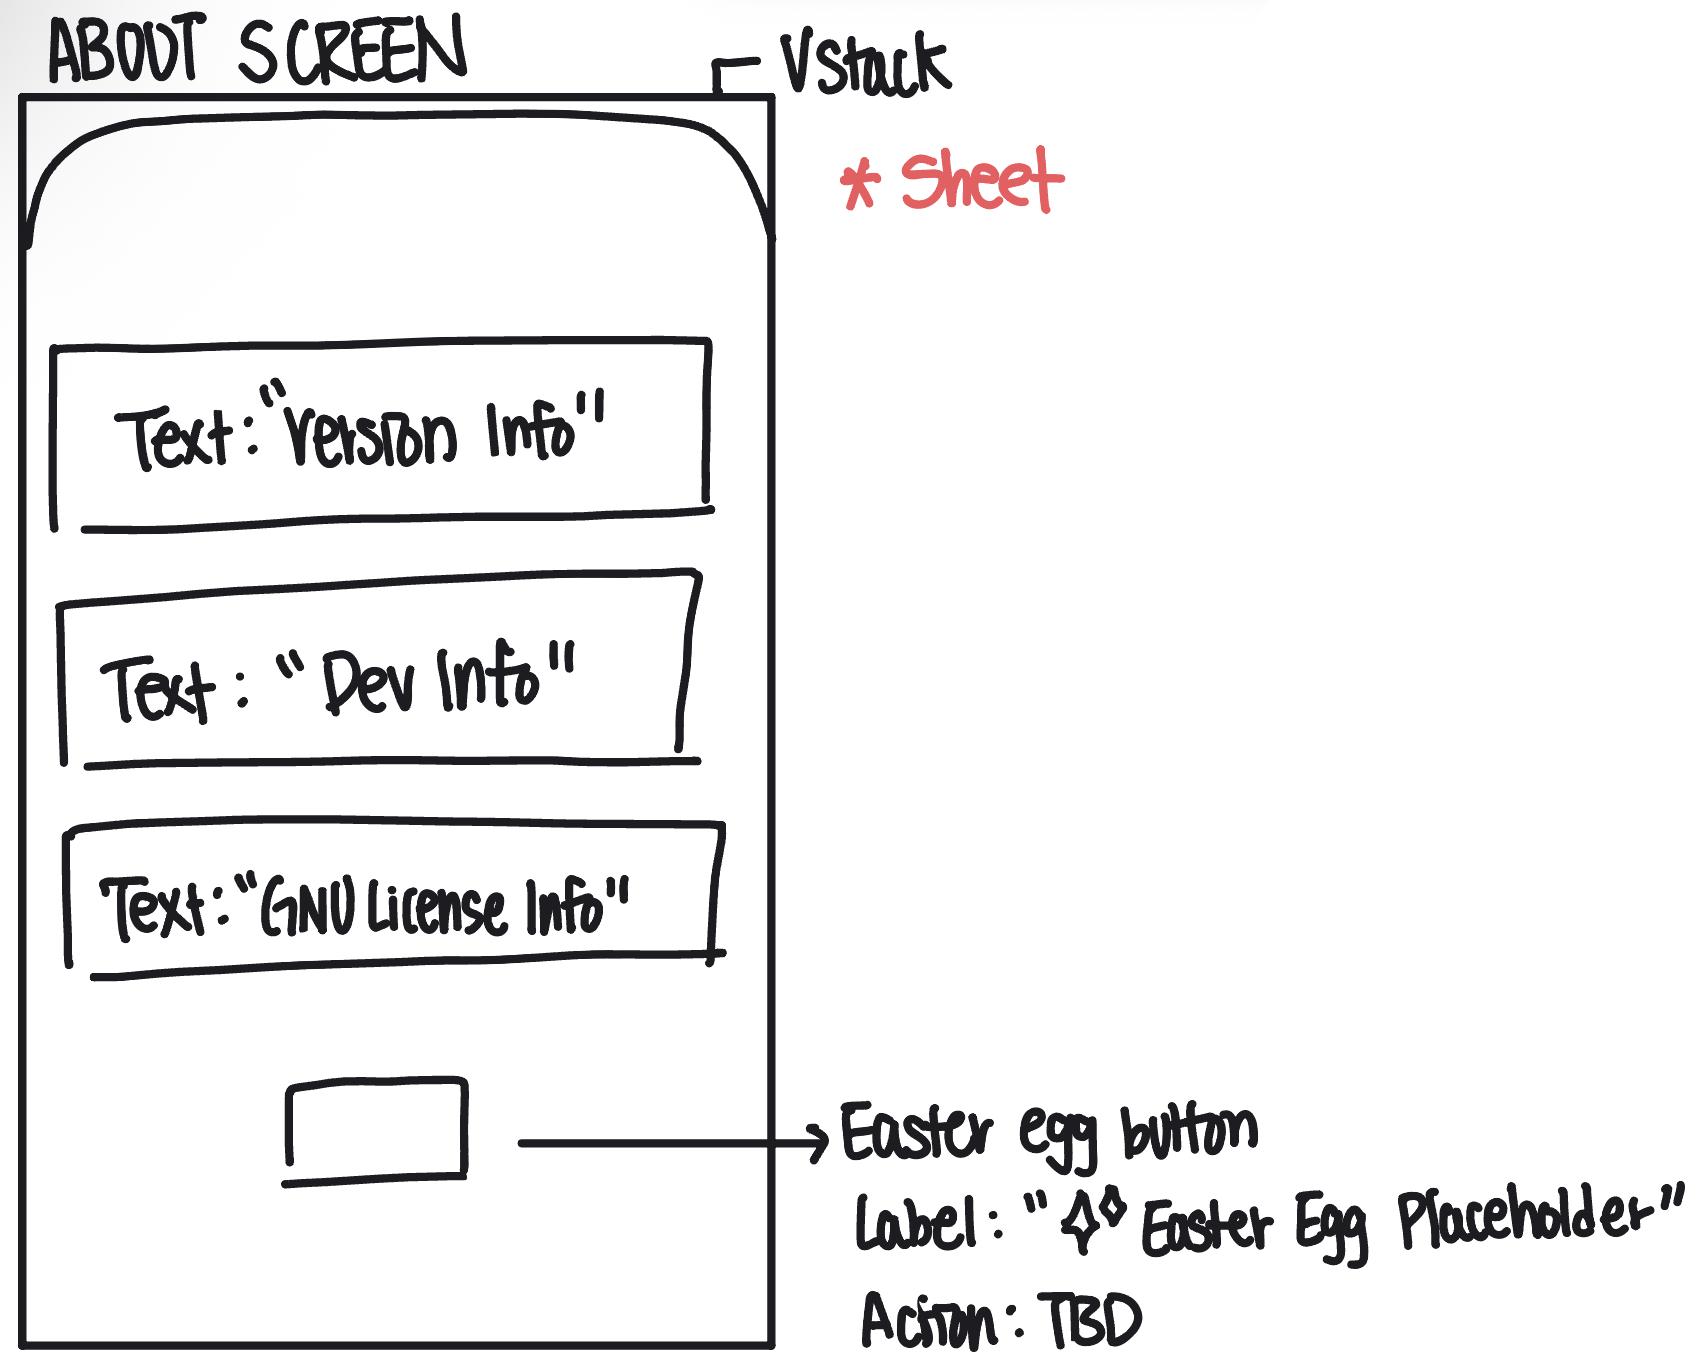 ABOUT SCREEN
Vstack
* Sheet
Text: "Version Info"
Text: "Dev Info"
Text: "GNU License Info"
Easter egg button
Label: "✨ Easter Egg Placeholder"
Action: TBD